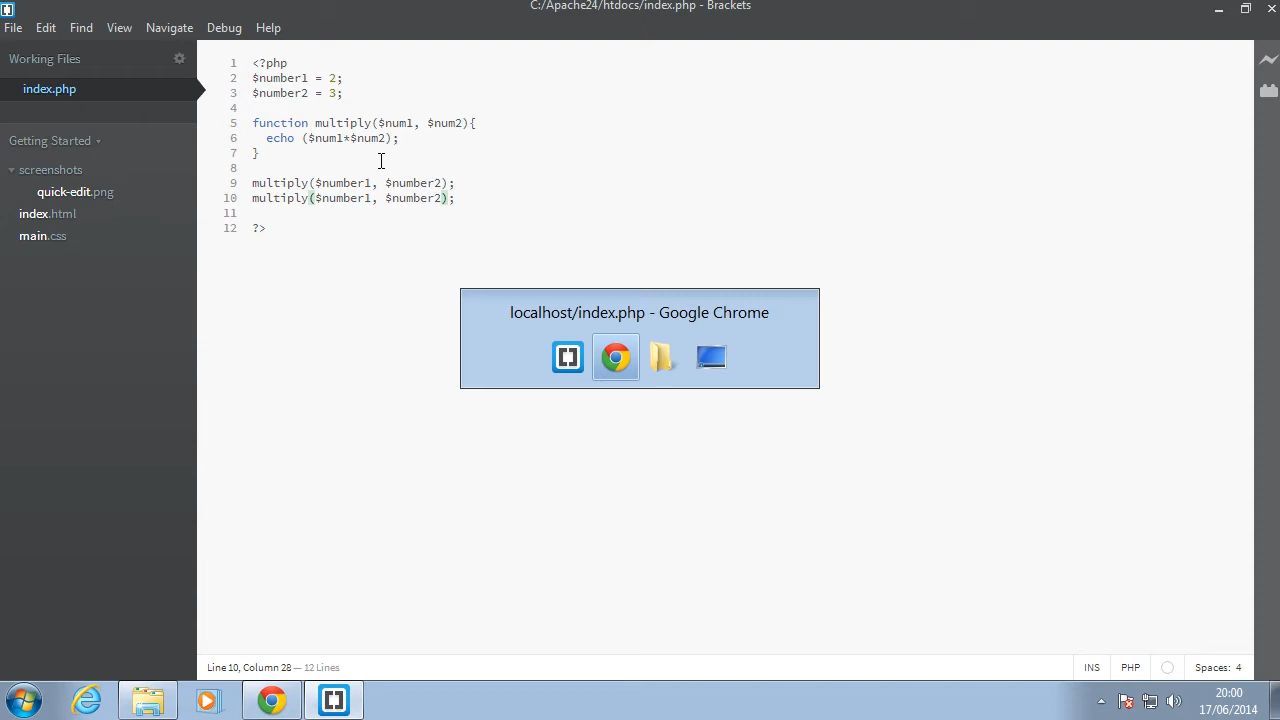 C:/Apache24/htdocs/index.php - Brackets
File Edit Find View Navigate Debug Help
Working Files
index.php
Getting Started
screenshots
quick-edit.png
index.html
main.css
1 <?php
2 $number1 = 2;
3 $number2 = 3;
4
5 function multiply($num1, $num2){
6 echo ($num1*$num2);
7 }
8
9 multiply($number1, $number2);
10 multiply($number1, $number2);
11
12 ?>
localhost/index.php - Google Chrome
Line 10, Column 28 — 12 Lines
INS PHP Spaces: 4
20:00
17/06/2014